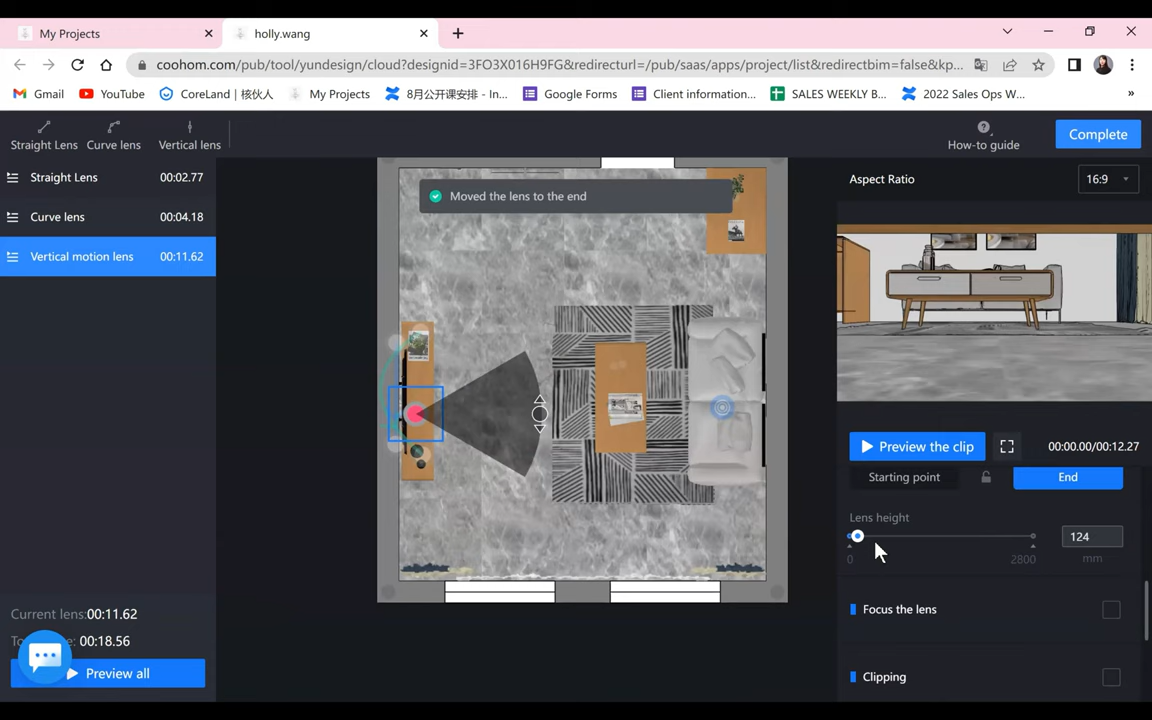 My Projects
holly.wang
coohom.com/pub/tool/yundesign/cloud?designid=3FO3X016H9FG&redirecturl=/pub/saas/apps/project/list&redirectbim=false&kp...
Gmail
YouTube
CoreLand | 核伙人
My Projects
8月公开课安排 - In...
Google Forms
Client information...
SALES WEEKLY B...
2022 Sales Ops W...
»
Straight Lens
Curve lens
Vertical lens
How-to guide
Complete
Straight Lens 00:02.77
Curve lens 00:04.18
Vertical motion lens 00:11.62
Moved the lens to the end
Aspect Ratio
16:9
Preview the clip
00:00.00/00:12.27
Starting point
End
Lens height
124
0
2800
mm
Focus the lens
Clipping
Current lens:00:11.62
00:18.56
Preview all